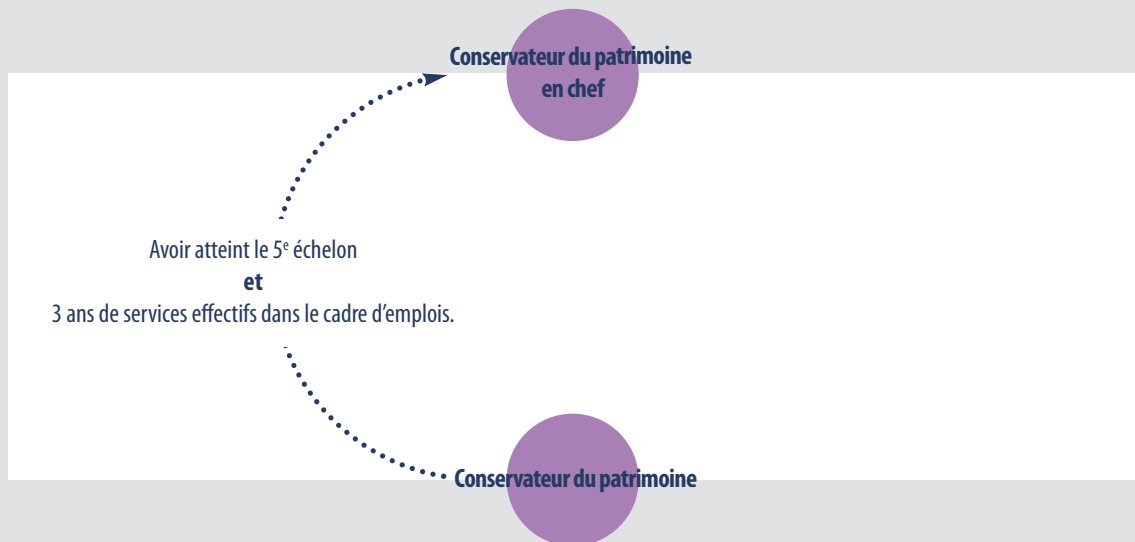 Conservateur du patrimoine
en chef
Avoir atteint le 5e échelon
et
3 ans de services effectifs dans le cadre d'emplois.
Conservateur du patrimoine